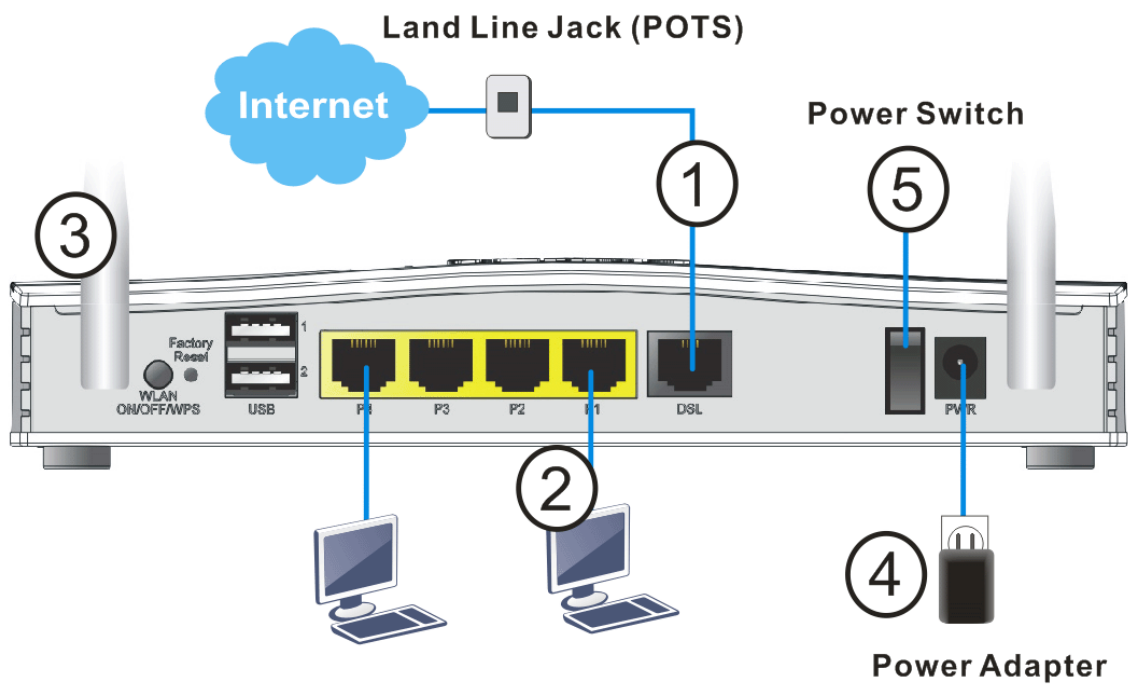 Land Line Jack (POTS)
Internet
Power Switch
1
5
3
1
Factory
Reset
2
WLAN
ON/OFF/WPS
USB
P3
P2
DSL
PWR
2
4
Power Adapter